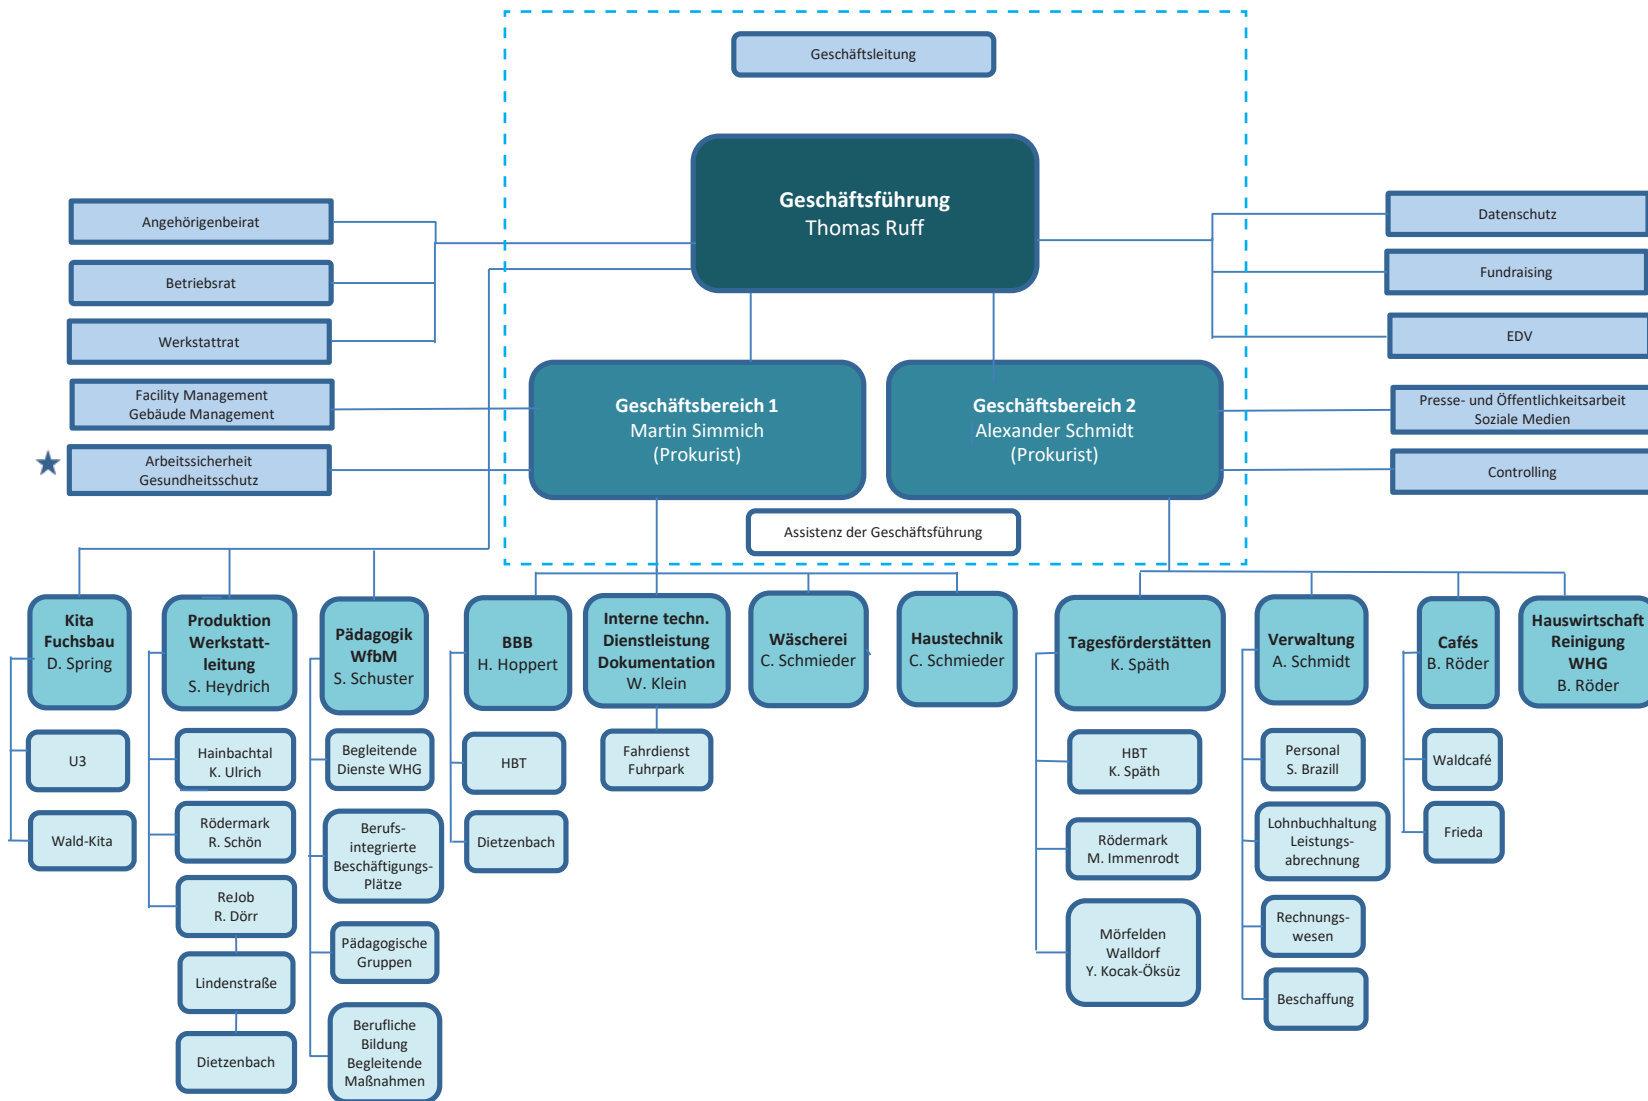 Geschäftsleitung
Geschäftsführung
Thomas Ruff
Angehörigenbeirat
Betriebsrat
Werkstattrat
Facility Management
Gebäude Management
Arbeitssicherheit
Gesundheitsschutz
Datenschutz
Fundraising
EDV
Presse- und Öffentlichkeitsarbeit
Soziale Medien
Controlling
Geschäftsbereich 1
Martin Simmich
(Prokurist)
Geschäftsbereich 2
Alexander Schmidt
(Prokurist)
Assistenz der Geschäftsführung
Kita
Fuchsbau
D. Spring
U3
Wald-Kita
Produktion
Werkstatt-
leitung
S. Heydrich
Hainbachtal
K. Ulrich
Rödermark
R. Schön
ReJob
R. Dörr
Lindenstraße
Dietzenbach
Pädagogik
WfbM
S. Schuster
Begleitende
Dienste WHG
Berufs-
integrierte
Beschäftigungs-
Plätze
Pädagogische
Gruppen
Berufliche
Bildung
Begleitende
Maßnahmen
BBB
H. Hoppert
HBT
Dietzenbach
Interne techn.
Dienstleistung
Dokumentation
W. Klein
Fahrdienst
Fuhrpark
Wäscherei
C. Schmieder
Haustechnik
C. Schmieder
Tagesförderstätten
K. Späth
HBT
K. Späth
Rödermark
M. Immenrodt
Mörfelden
Walldorf
Y. Kocak-Öksüz
Verwaltung
A. Schmidt
Personal
S. Brazill
Lohnbuchhaltung
Leistungs-
abrechnung
Rechnungs-
wesen
Beschaffung
Cafés
B. Röder
Waldcafé
Frieda
Hauswirtschaft
Reinigung
WHG
B. Röder